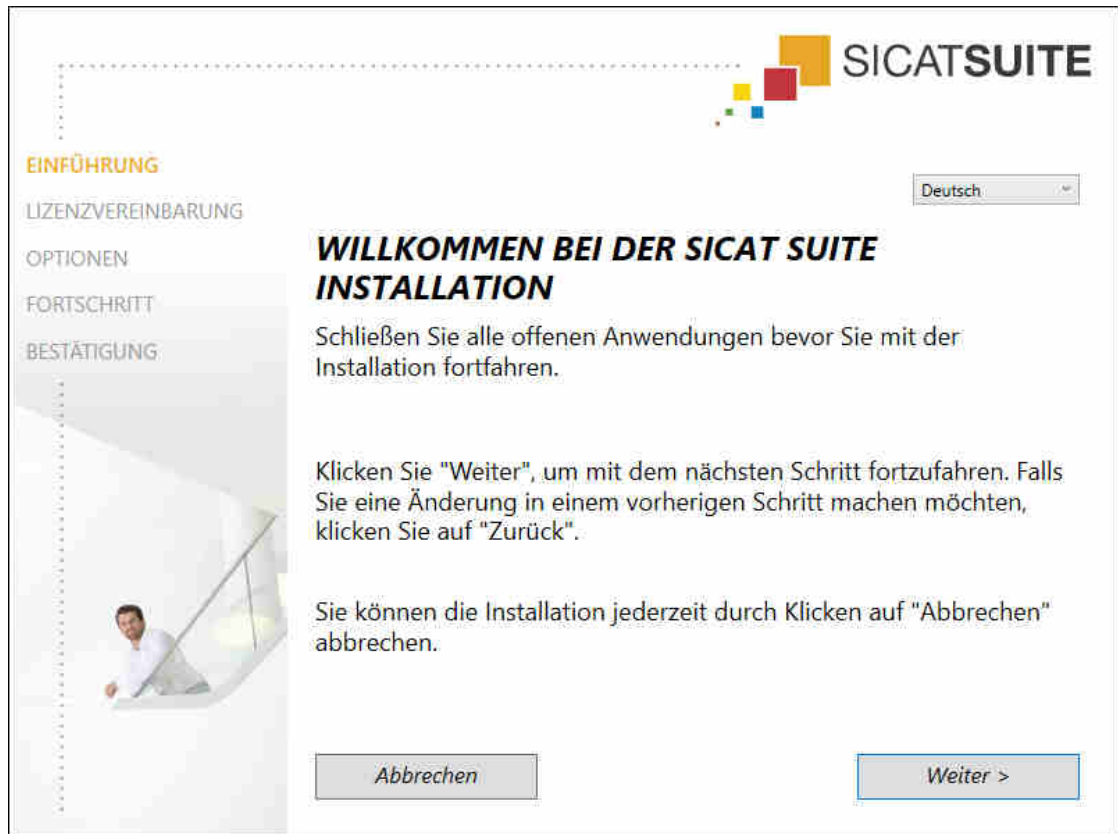 SICATSUITE
EINFÜHRUNG
LIZENZVEREINBARUNG
OPTIONEN
FORTSCHRITT
BESTÄTIGUNG
Deutsch
WILLKOMMEN BEI DER SICAT SUITE
INSTALLATION
Schließen Sie alle offenen Anwendungen bevor Sie mit der
Installation fortfahren.
Klicken Sie "Weiter", um mit dem nächsten Schritt fortzufahren. Falls
Sie eine Änderung in einem vorherigen Schritt machen möchten,
klicken Sie auf "Zurück".
Sie können die Installation jederzeit durch Klicken auf "Abbrechen"
abbrechen.
Abbrechen
Weiter >